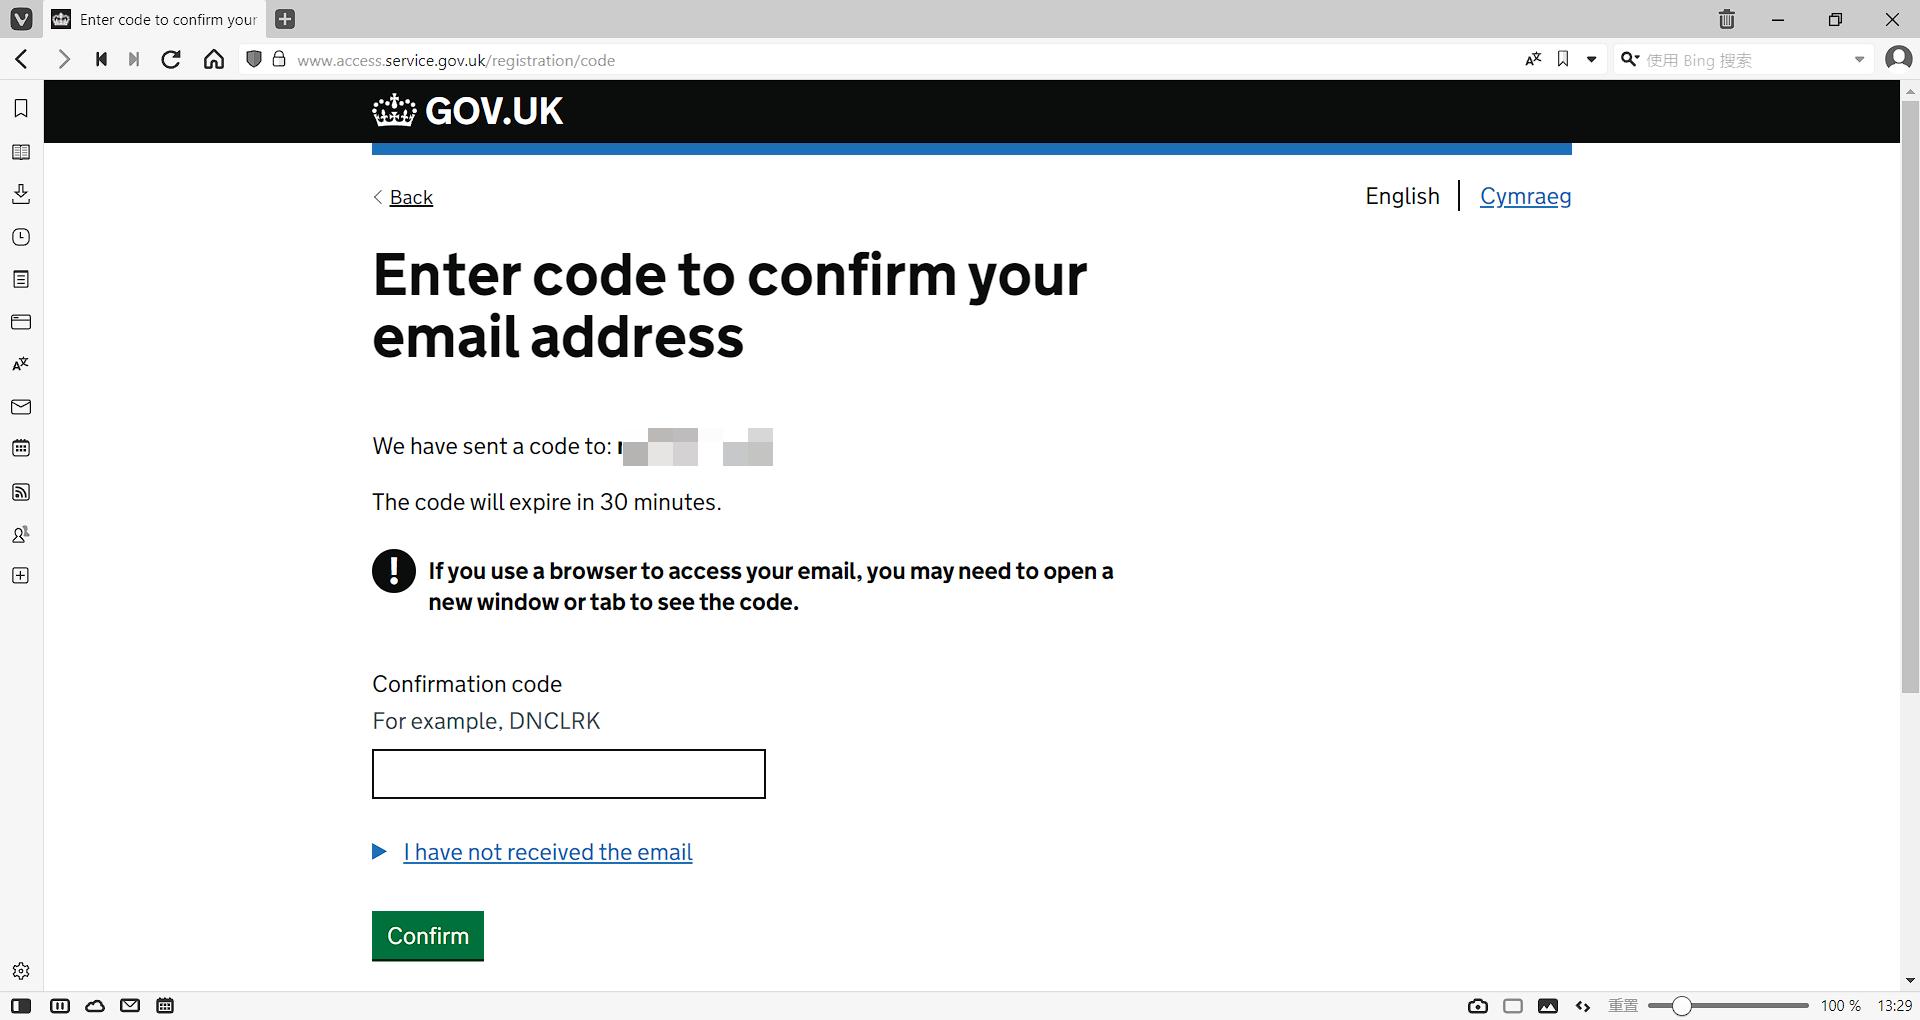 Enter code to confirm your
www.access.service.gov.uk/registration/code
使用 Bing 搜索
GOV.UK
Back
English
Cymraeg
Enter code to confirm your
email address
We have sent a code to:
The code will expire in 30 minutes.
If you use a browser to access your email, you may need to open a
new window or tab to see the code.
Confirmation code
For example, DNCLRK
I have not received the email
Confirm
重置
100 %
13:29